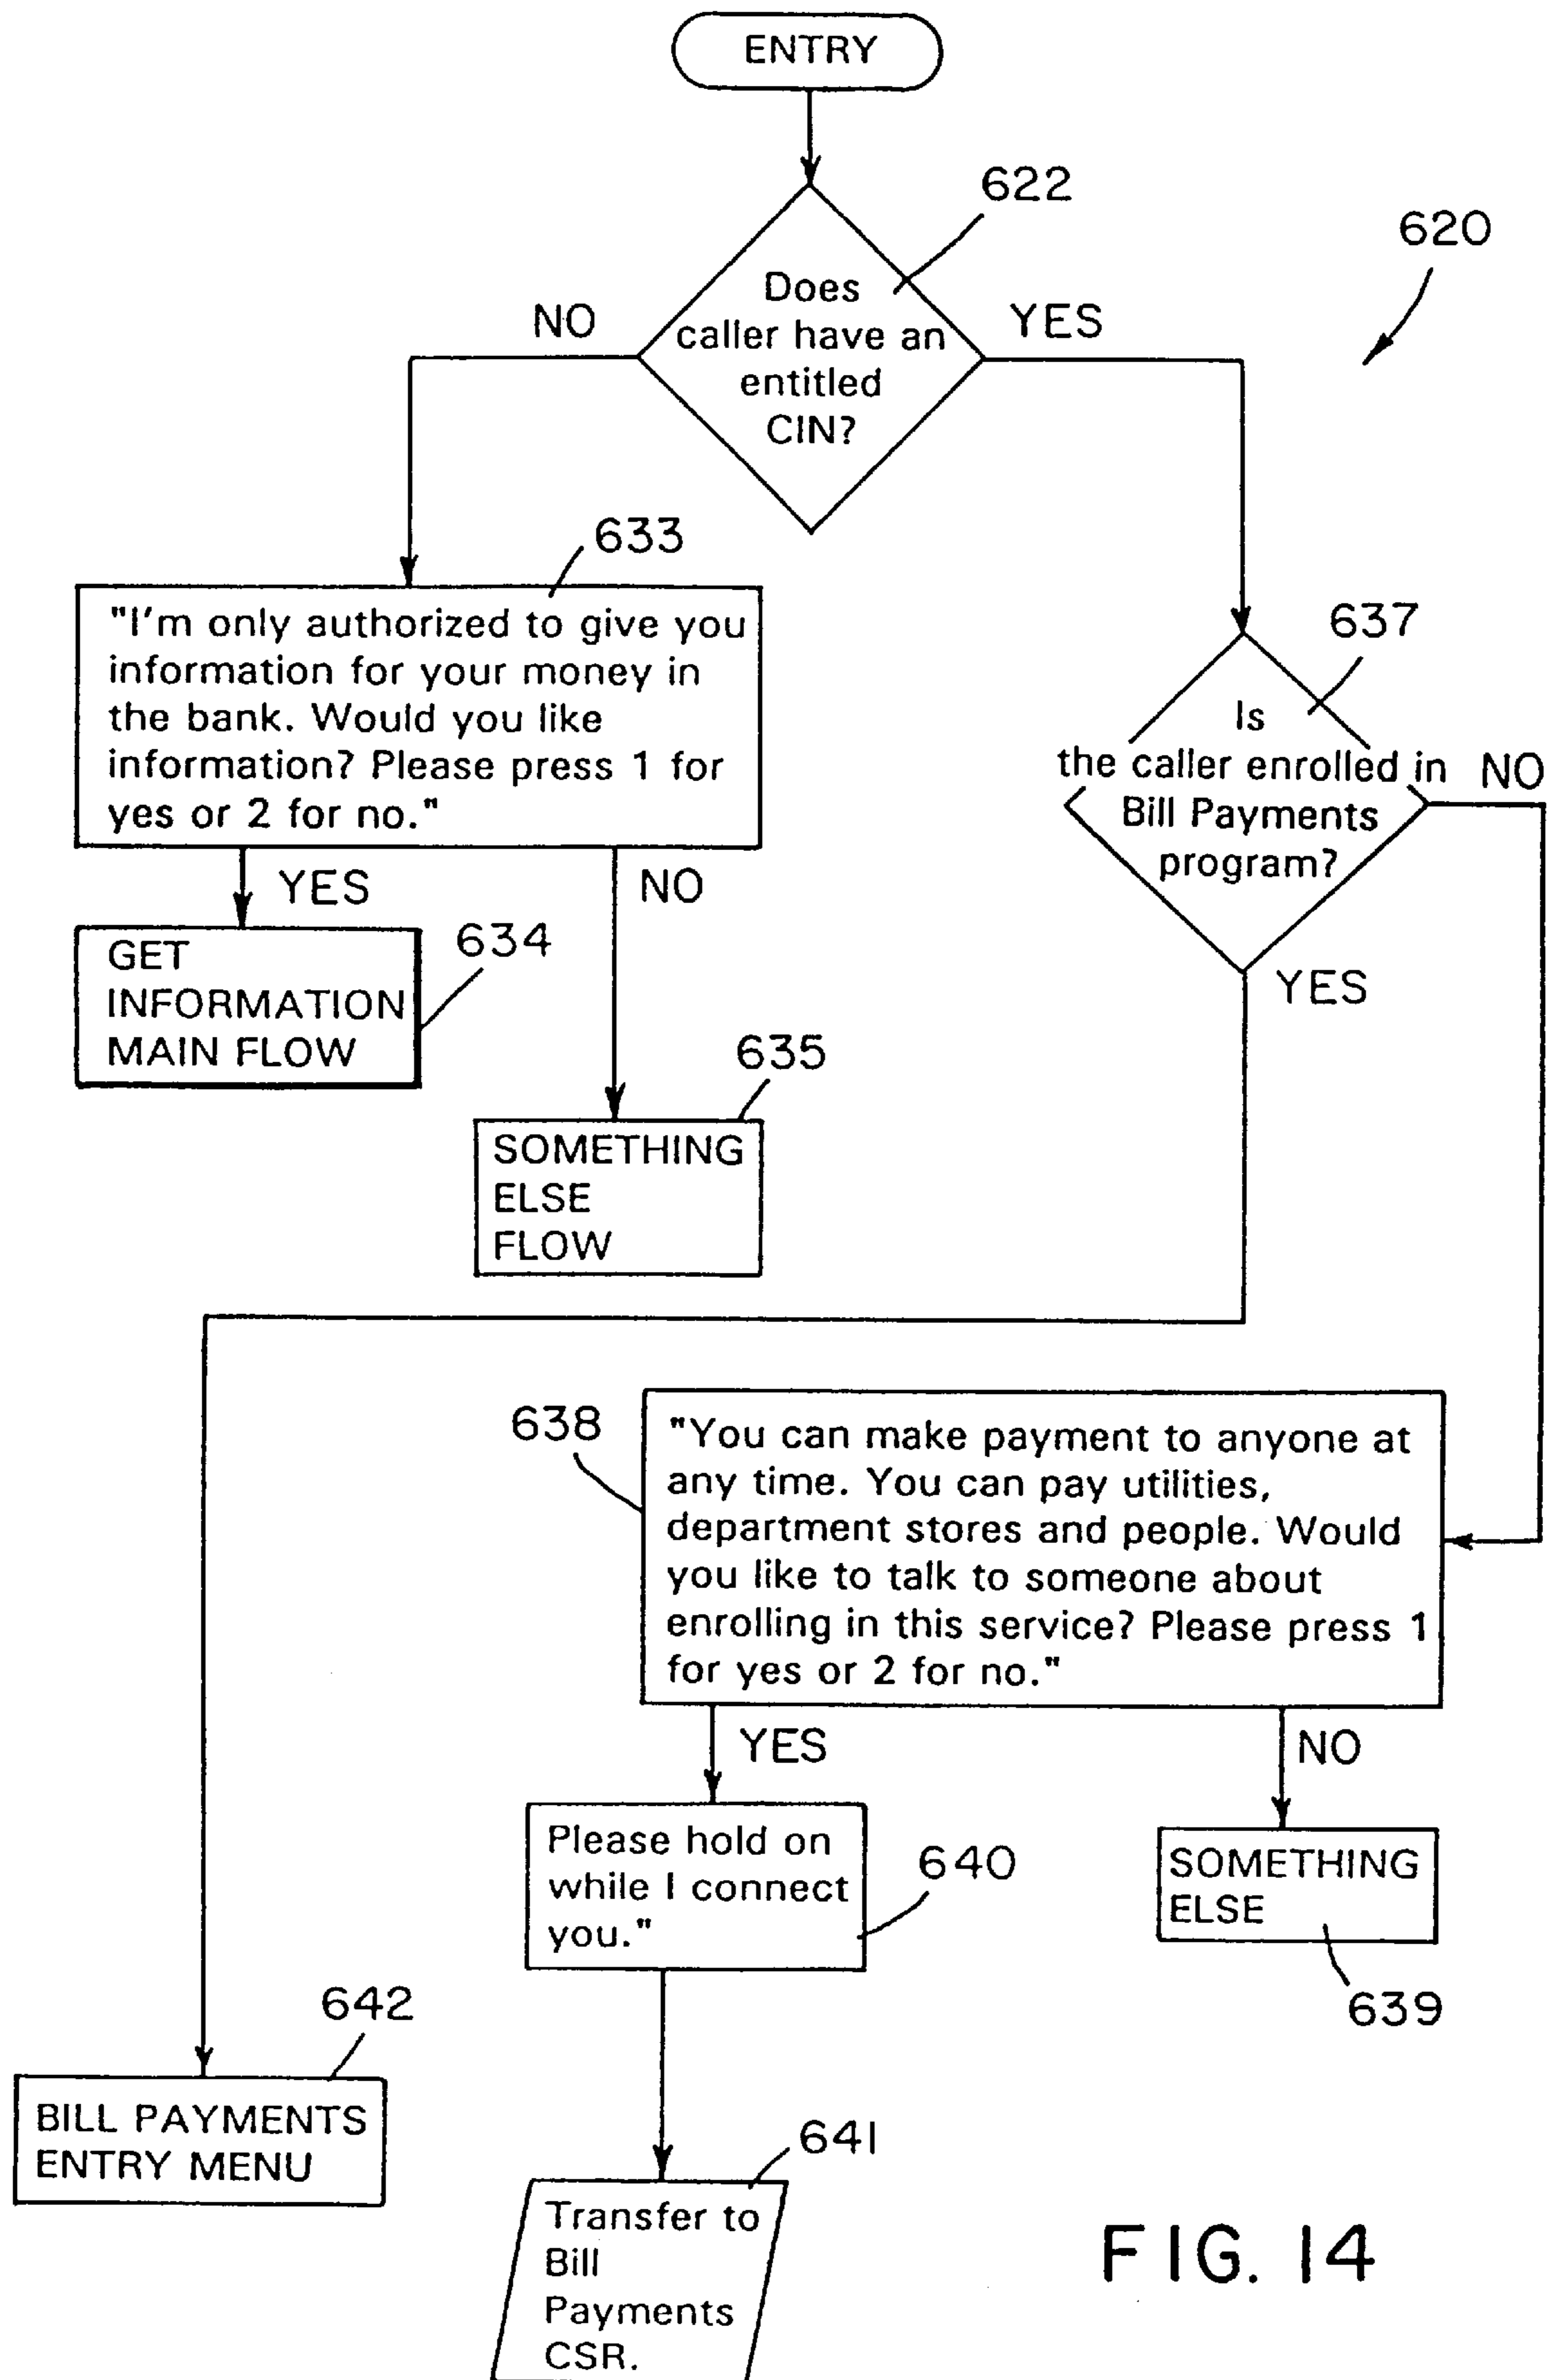 ENTRY
622
620
Does
caller have an
entitled
CIN?
NO
YES
633
"I'm only authorized to give you
information for your money in
the bank. Would you like
information? Please press 1 for
yes or 2 for no."
637
Is
the caller enrolled in
Bill Payments
program?
NO
YES
YES
NO
GET
INFORMATION
MAIN FLOW
634
635
SOMETHING
ELSE
FLOW
638
"You can make payment to anyone at
any time. You can pay utilities,
department stores and people. Would
you like to talk to someone about
enrolling in this service? Please press 1
for yes or 2 for no."
YES
NO
Please hold on
while I connect
you."
640
SOMETHING
ELSE
639
642
BILL PAYMENTS
ENTRY MENU
641
Transfer to
Bill
Payments
CSR.
FIG. 14